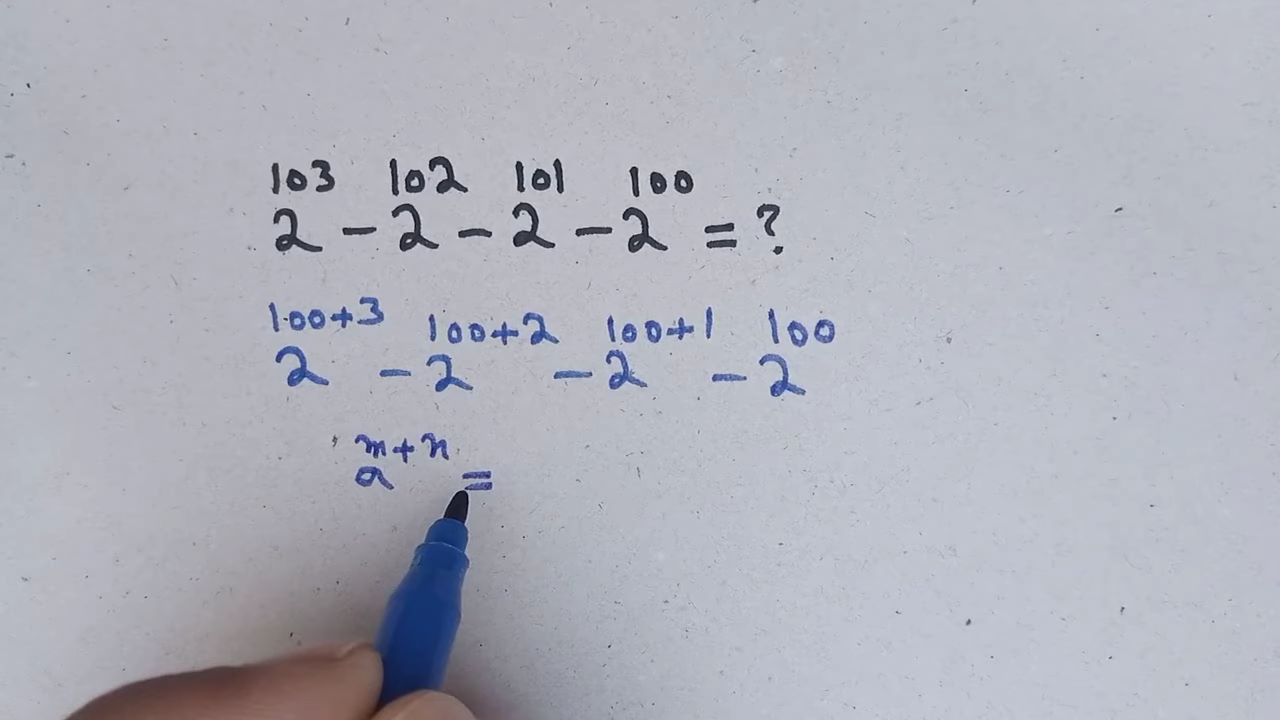 2^103 - 2^102 - 2^101 - 2^100 = ?
2^100+3 - 2^100+2 - 2^100+1 - 2^100
a^m+n =